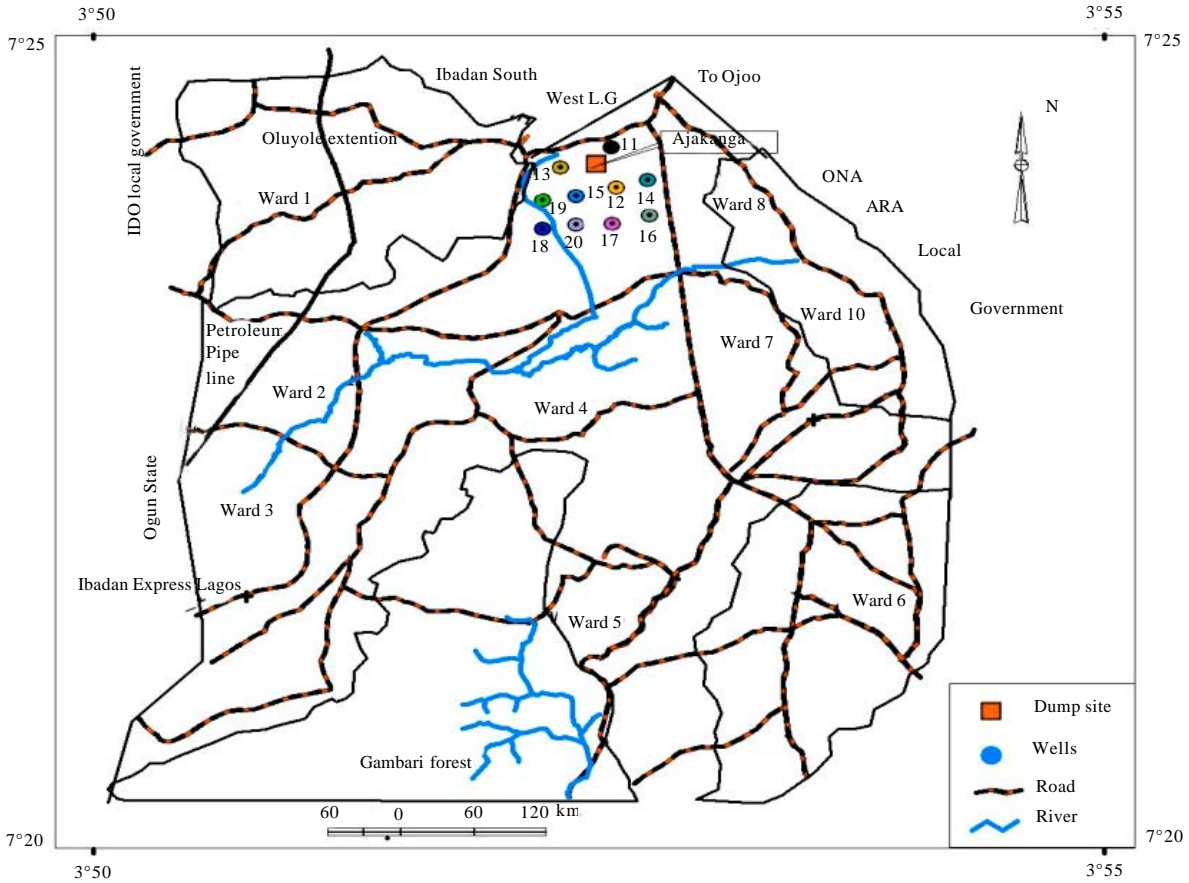 3°50
3°55
7°25
7°25
Ibadan South
To Ojoo
West L.G
N
IDO local government
Oluyole extention
11
Ajakanga
13
15
12
14
19
18
20
17
16
Ward 1
Ward 8
ONA
ARA
Local
Government
Petroleum
Pipe
line
Ward 10
Ward 7
Ward 2
Ward 4
Ogun State
Ward 3
Ibadan Express Lagos
Ward 5
Ward 6
Gambari forest
60 0 60 120 km
Dump site
Wells
Road
River
7°20
7°20
3°50
3°55